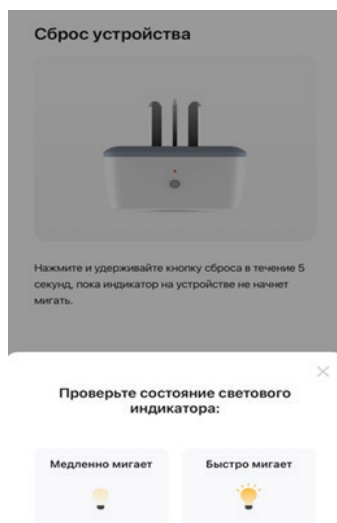 Сброс устройства
Нажмите и удерживайте кнопку сброса в течение 5
секунд, пока индикатор на устройстве не начнет
мигать.
Проверьте состояние светового
индикатора:
Медленно мигает
Быстро мигает